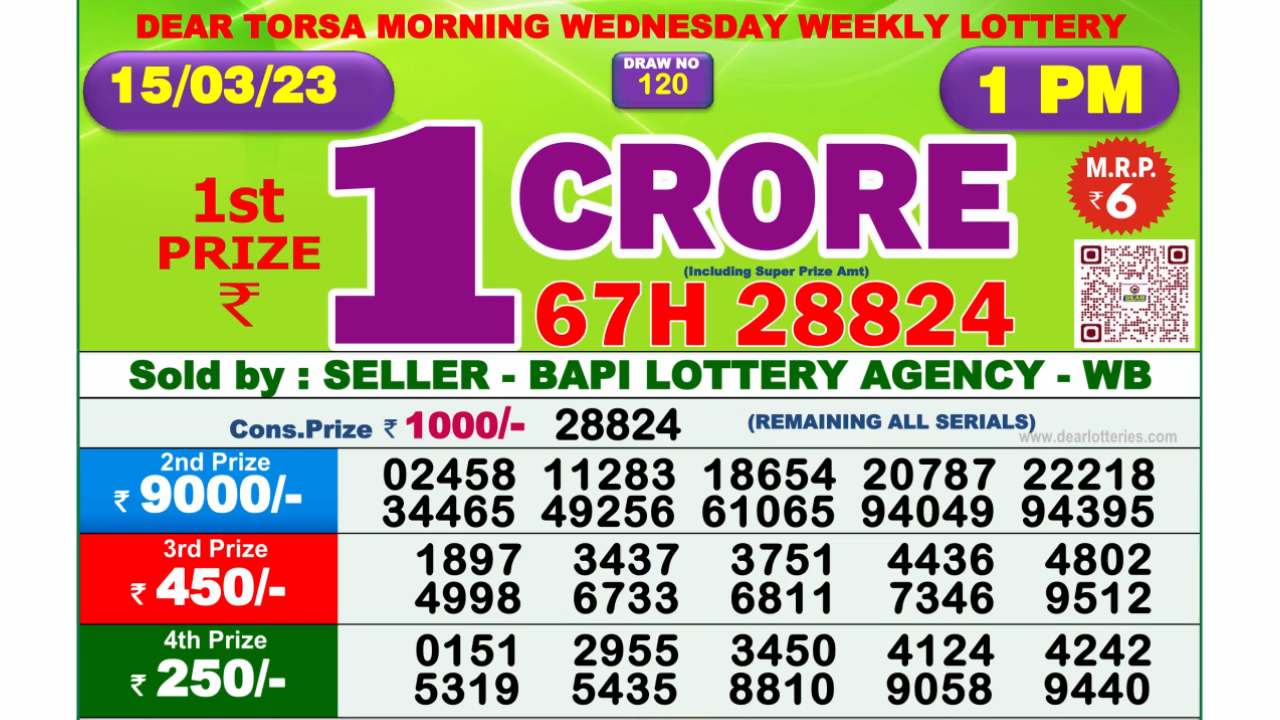 DEAR TORSA MORNING WEDNESDAY WEEKLY LOTTERY
15/03/23
DRAW NO
120
1 PM
1st
PRIZE
₹
1 CRORE
(Including Super Prize Amt)
67H 28824
M.R.P.
₹ 6
DEAR
Sold by : SELLER - BAPI LOTTERY AGENCY - WB
Cons.Prize ₹ 1000/- 28824 (REMAINING ALL SERIALS)
www.dearlotteries.com
2nd Prize
₹ 9000/-
02458 11283 18654 20787 22218
34465 49256 61065 94049 94395
3rd Prize
₹ 450/-
1897 3437 3751 4436 4802
4998 6733 6811 7346 9512
4th Prize
₹ 250/-
0151 2955 3450 4124 4242
5319 5435 8810 9058 9440